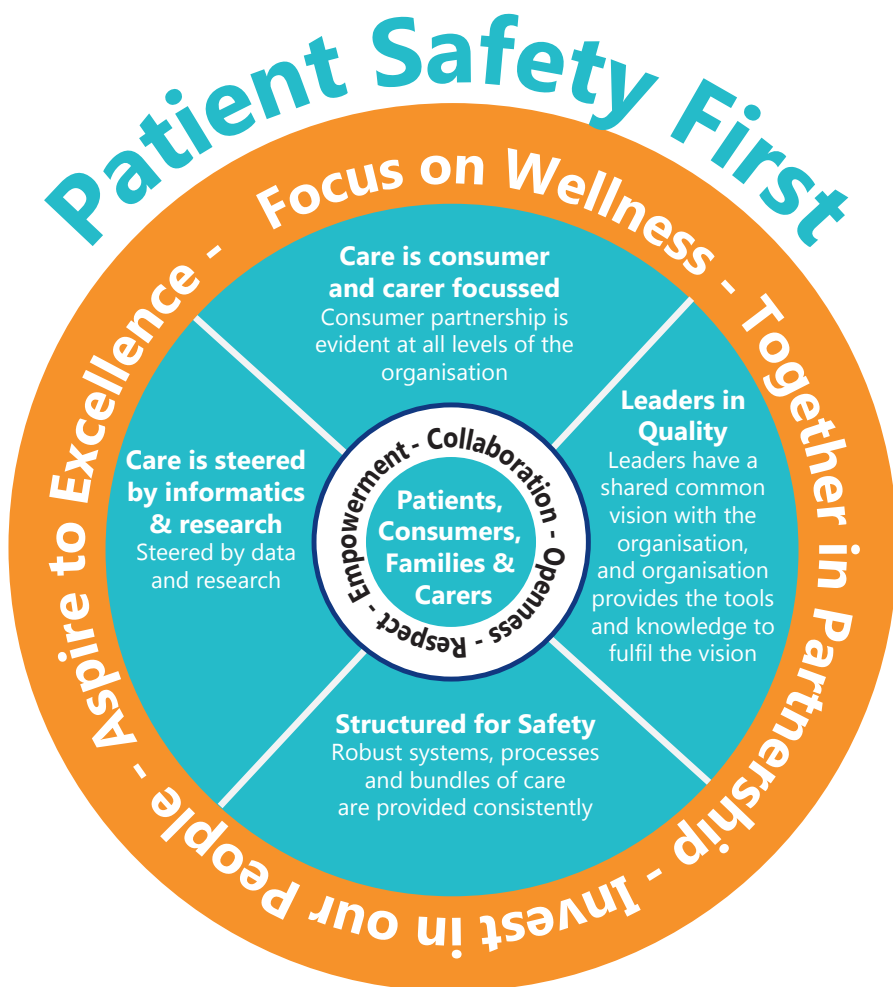 Patient Safety First
Focus on Wellness - Together in Partnership - Invest in our People - Aspire to Excellence -
Care is consumer
and carer focussed
Consumer partnership is
evident at all levels of the
organisation
Leaders in
Quality
Leaders have a
shared common
vision with the
organisation,
and organisation
provides the tools
and knowledge to
fulfil the vision
Structured for Safety
Robust systems, processes
and bundles of care
are provided consistently
Care is steered
by informatics
& research
Steered by data
and research
Collaboration - Openness - Respect - Empowerment -
Patients,
Consumers,
Families &
Carers